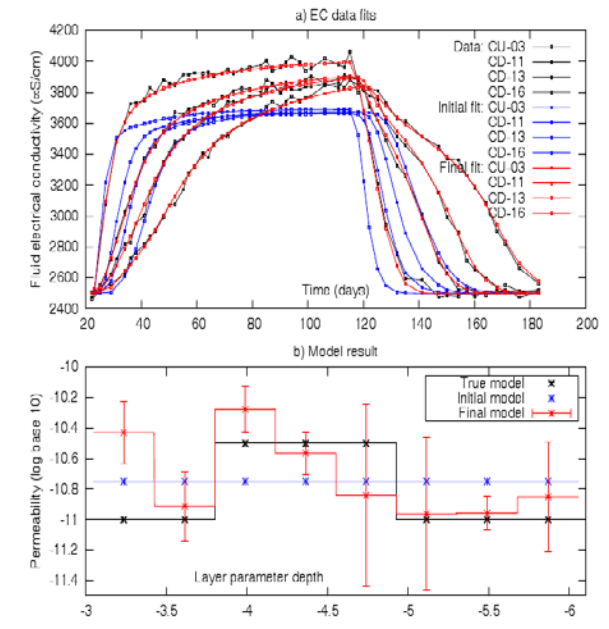 a) EC data fits
4200
4000
3800
3600
3400
3200
3000
2800
2600
2400
Fluid electrical conductivity (eeS/cm)
Data: CU-03
CD-11
CD-13
CD-16
Initial fit: CU-03
CD-11
CD-13
CD-16
Final fit: CU-03
CD-11
CD-13
CD-16
Time (days)
20 40 60 80 100 120 140 160 180 200
b) Model result
-10
-10.2
-10.4
-10.6
-10.8
-11
-11.2
-11.4
Permeability (log base 10)
True model
Initial model
Final model
Layer parameter depth
-3 -3.5 -4 -4.5 -5 -5.5 -6